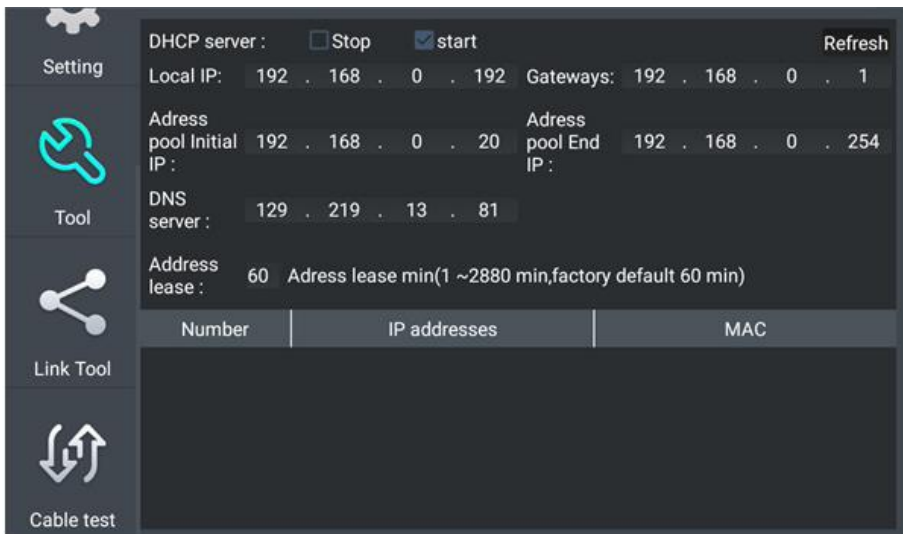 Setting
Tool
Link Tool
Cable test
DHCP server : Stop start Refresh
Local IP: 192 . 168 . 0 . 192 Gateways: 192 . 168 . 0 . 1
Adress pool Initial IP : 192 . 168 . 0 . 20 Adress pool End IP : 192 . 168 . 0 . 254
DNS server : 129 . 219 . 13 . 81
Address lease : 60 Adress lease min(1 ~2880 min,factory default 60 min)
Number IP addresses MAC